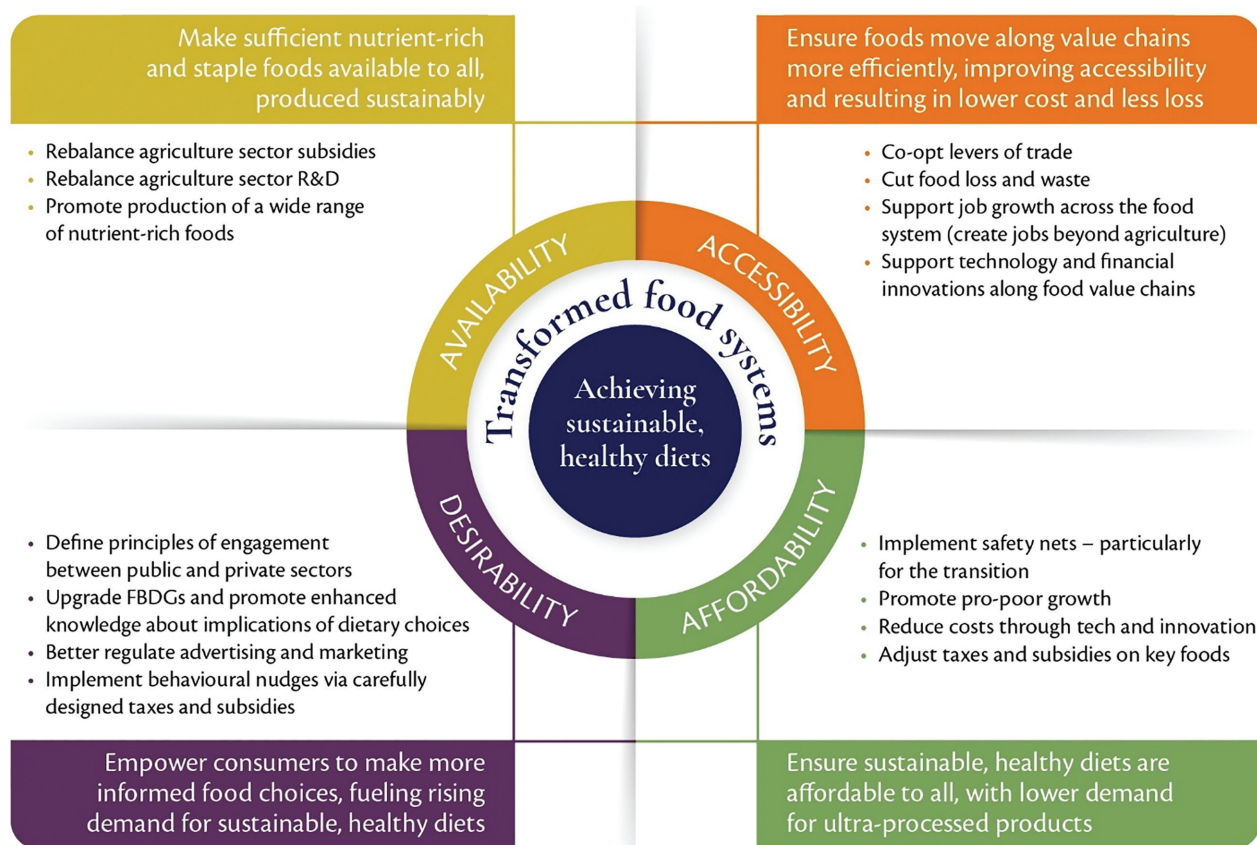 Make sufficient nutrient-rich
and staple foods available to all,
produced sustainably
• Rebalance agriculture sector subsidies
• Rebalance agriculture sector R&D
• Promote production of a wide range
of nutrient-rich foods
Ensure foods move along value chains
more efficiently, improving accessibility
and resulting in lower cost and less loss
• Co-opt levers of trade
• Cut food loss and waste
• Support job growth across the food
system (create jobs beyond agriculture)
• Support technology and financial
innovations along food value chains
AVAILABILITY
ACCESSIBILITY
Transformed food systems
Achieving
sustainable,
healthy diets
DESIRABILITY
AFFORDABILITY
• Define principles of engagement
between public and private sectors
• Upgrade FBDGs and promote enhanced
knowledge about implications of dietary choices
• Better regulate advertising and marketing
• Implement behavioural nudges via carefully
designed taxes and subsidies
Empower consumers to make more
informed food choices, fueling rising
demand for sustainable, healthy diets
• Implement safety nets – particularly
for the transition
• Promote pro-poor growth
• Reduce costs through tech and innovation
• Adjust taxes and subsidies on key foods
Ensure sustainable, healthy diets are
affordable to all, with lower demand
for ultra-processed products